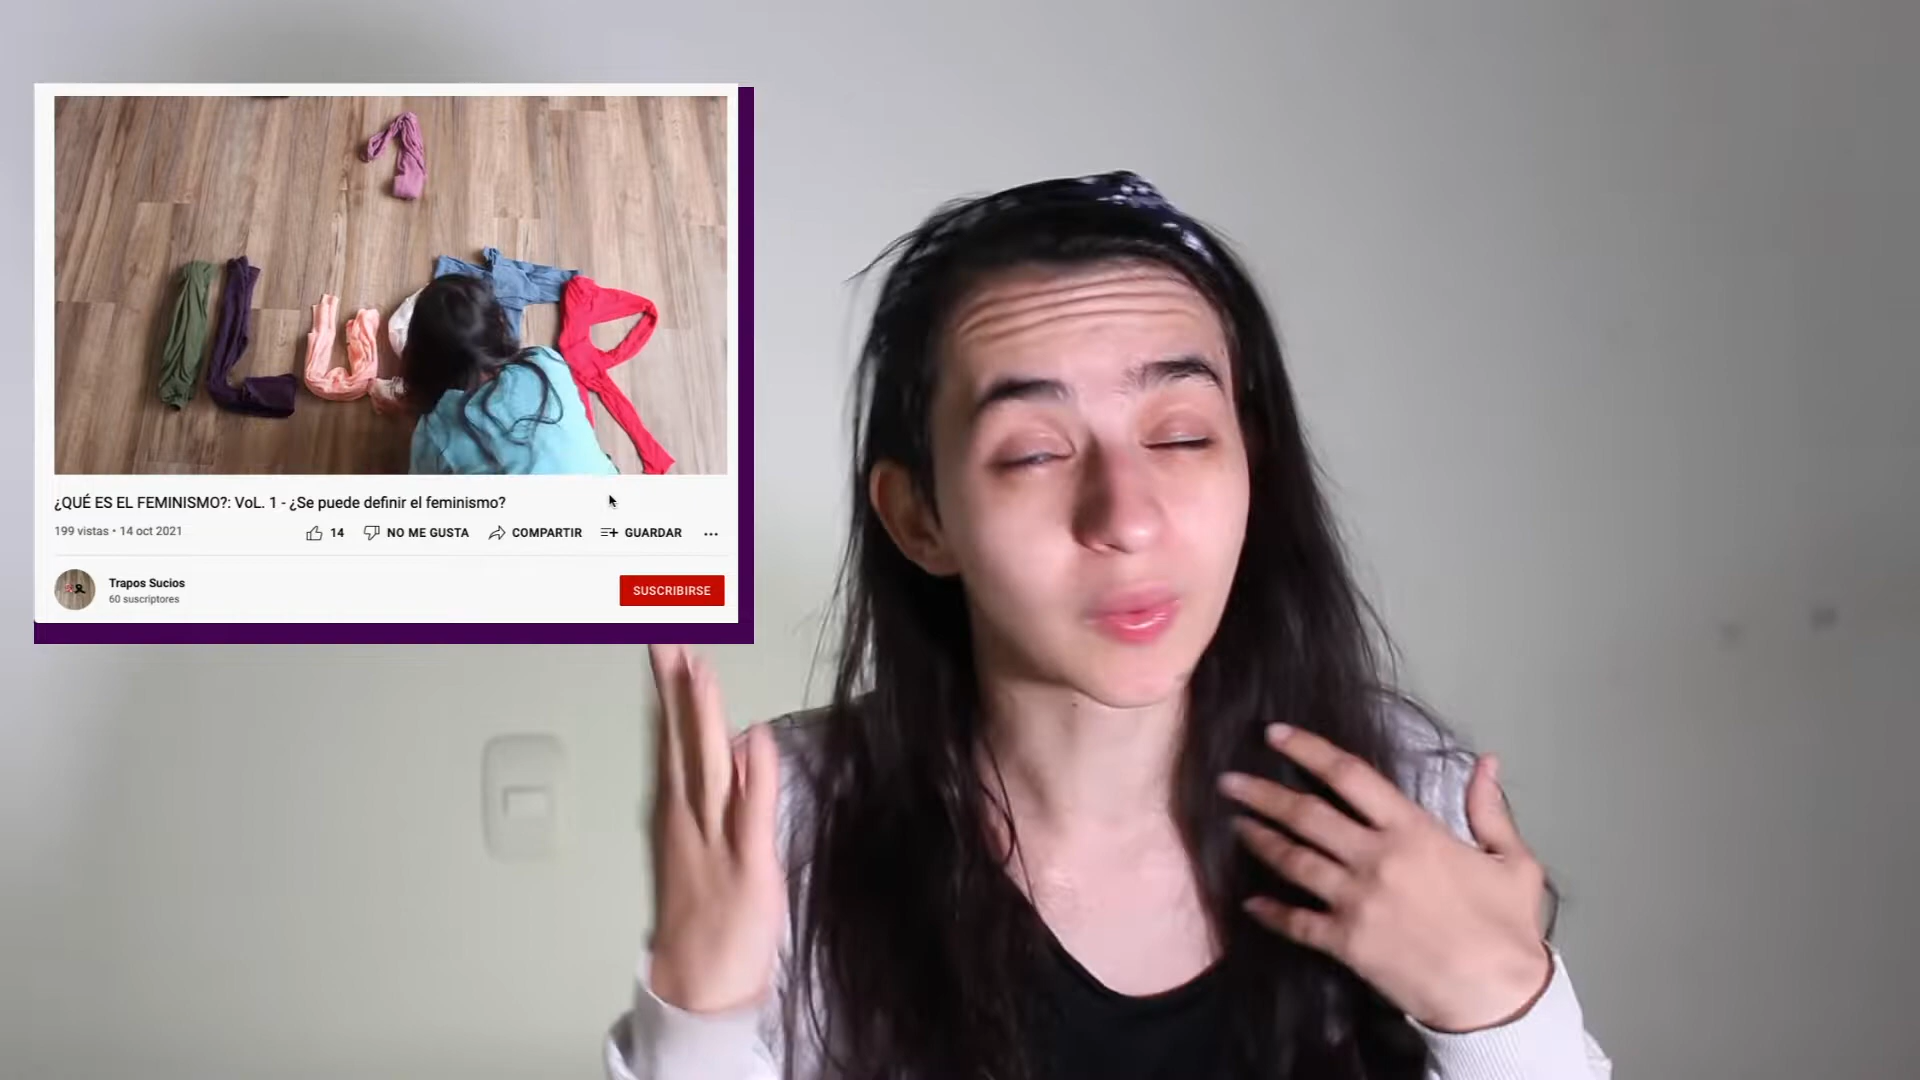 ¿QUÉ ES EL FEMINISMO?: VoL. 1 - ¿Se puede definir el feminismo?
199 vistas • 14 oct 2021
14 NO ME GUSTA COMPARTIR GUARDAR
Trapos Sucios
60 suscriptores
SUSCRIBIRSE